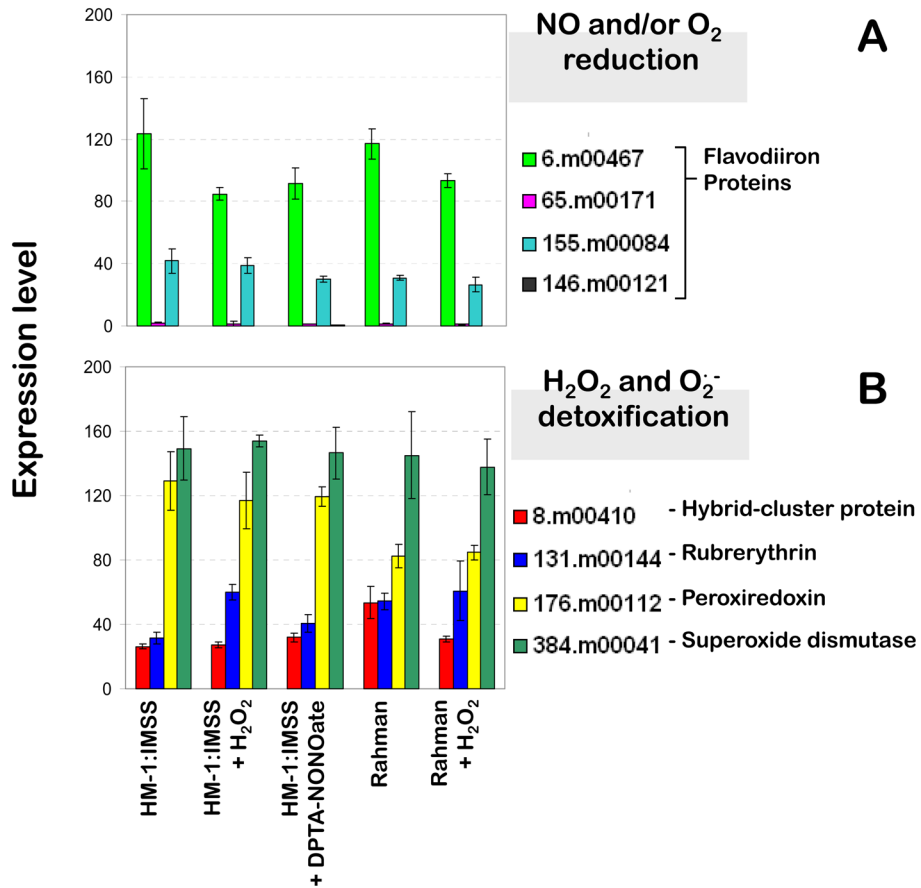 200
160
120
80
40
0
NO and/or O₂
reduction
A
6.m00467
65.m00171
155.m00084
146.m00121
Flavodiiron
Proteins
Expression level
200
160
120
80
40
0
H₂O₂ and O₂·-
detoxification
B
8.m00410 - Hybrid-cluster protein
131.m00144 - Rubrerythrin
176.m00112 - Peroxiredoxin
384.m00041 - Superoxide dismutase
HM-1:IMSS
HM-1:IMSS
+ H₂O₂
HM-1:IMSS
+ DPTA-NONOate
Rahman
Rahman
+ H₂O₂